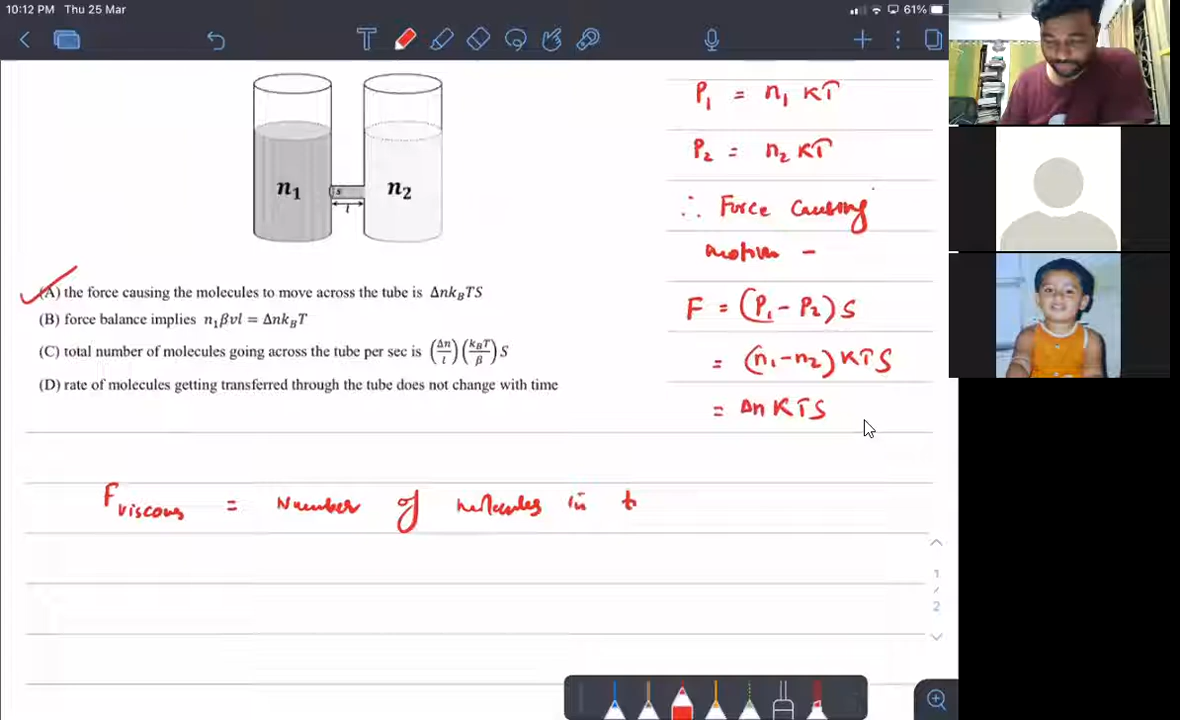 10:12 PM Thu 25 Mar
61%
T
P₁ = n₁ KT
n₁
n₂
s
l
P₂ = n₂ KT
∴ Force causing
motion –
(A) the force causing the molecules to move across the tube is Δnk_BTS
(B) force balance implies n₁βvl = Δnk_BT
(C) total number of molecules going across the tube per sec is (Δn/l)(k_BT/β)S
(D) rate of molecules getting transferred through the tube does not change with time
F = (P₁ - P₂) S
= (n₁-n₂) KTS
= Δn KTS
F viscous = Number of molecules in t
1
/
2